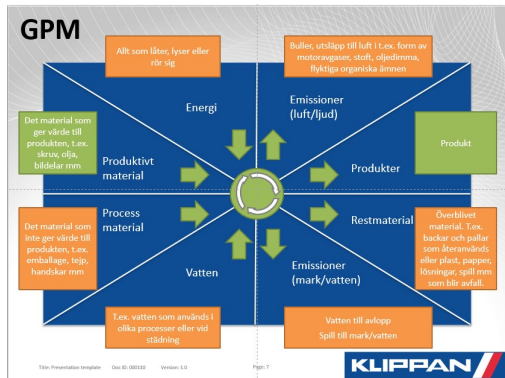 GPM
Allt som låter, lyser eller
rör sig
Buller, utsläpp till luft i t.ex. form av
motoravgaser, stoft, oljedimma,
flyktiga organiska ämnen
Energi
Emissioner
(luft/ljud)
Det material som
ger värde till
produkten, t.ex.
skruv, olja,
bildelar mm
Produktivt
material
Produkter
Produkt
Process
material
Restmaterial
Det material som
inte ger värde till
produkten, t.ex.
emballage, tejp,
handskar mm
Överblivet
material. T.ex.
backar och pallar
som återanvänds
eller plast, papper,
lösningar, spill mm
som blir avfall.
Vatten
Emissioner
(mark/vatten)
T.ex. vatten som används i
olika processer eller vid
städning
Vatten till avlopp
Spill till mark/vatten
Title: Presentation template Doc ID: 000110 Version: 1.0 Page: 7
KLIPPAN